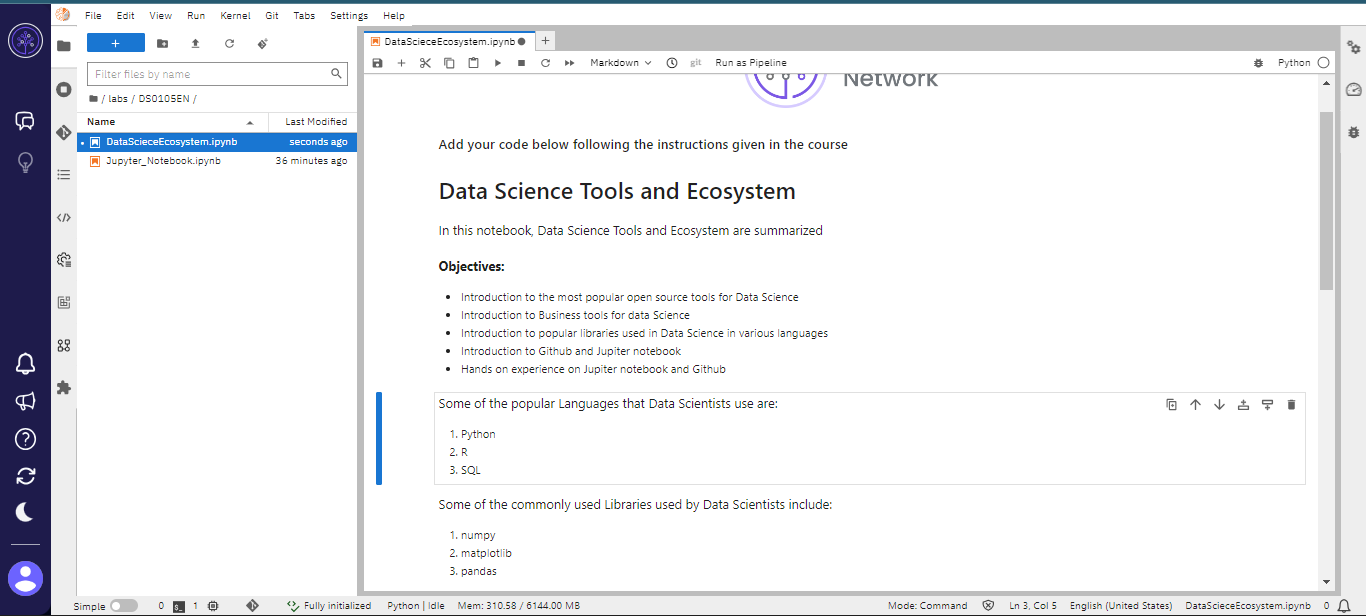 File Edit View Run Kernel Git Tabs Settings Help
+
Filter files by name
/ labs / DS0105EN /
Name Last Modified
DataScieceEcosystem.ipynb seconds ago
Jupyter_Notebook.ipynb 36 minutes ago
DataScieceEcosystem.ipynb
Markdown git Run as Pipeline Python
Network
Add your code below following the instructions given in the course
Data Science Tools and Ecosystem
In this notebook, Data Science Tools and Ecosystem are summarized
Objectives:
Introduction to the most popular open source tools for Data Science
Introduction to Business tools for data Science
Introduction to popular libraries used in Data Science in various languages
Introduction to Github and Jupiter notebook
Hands on experience on Jupiter notebook and Github
Some of the popular Languages that Data Scientists use are:
1. Python
2. R
3. SQL
Some of the commonly used Libraries used by Data Scientists include:
1. numpy
2. matplotlib
3. pandas
Simple 0 1 Fully initialized Python | Idle Mem: 310.58 / 6144.00 MB Mode: Command Ln 3, Col 5 English (United States) DataScieceEcosystem.ipynb 0